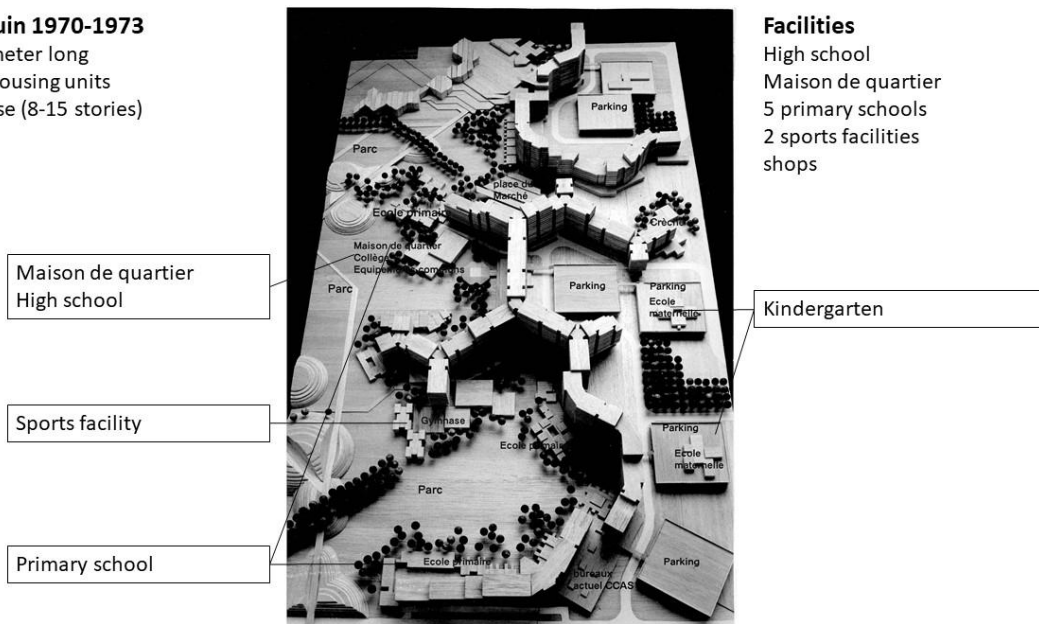 uin 1970-1973
neter long
ousing units
se (8-15 stories)
Facilities
High school
Maison de quartier
5 primary schools
2 sports facilities
shops
Parking
Parc
place du
Marché
Ecole primaire
Crèche
Maison de quartier
Collège
Equipements communs
Maison de quartier
High school
Parc
Parking
Parking
Ecole
maternelle
Kindergarten
Sports facility
Gymnase
Parking
Ecole primaire
Ecole
maternelle
Parc
Primary school
Ecole primaire
Parking
bureaux
actuel CCAS